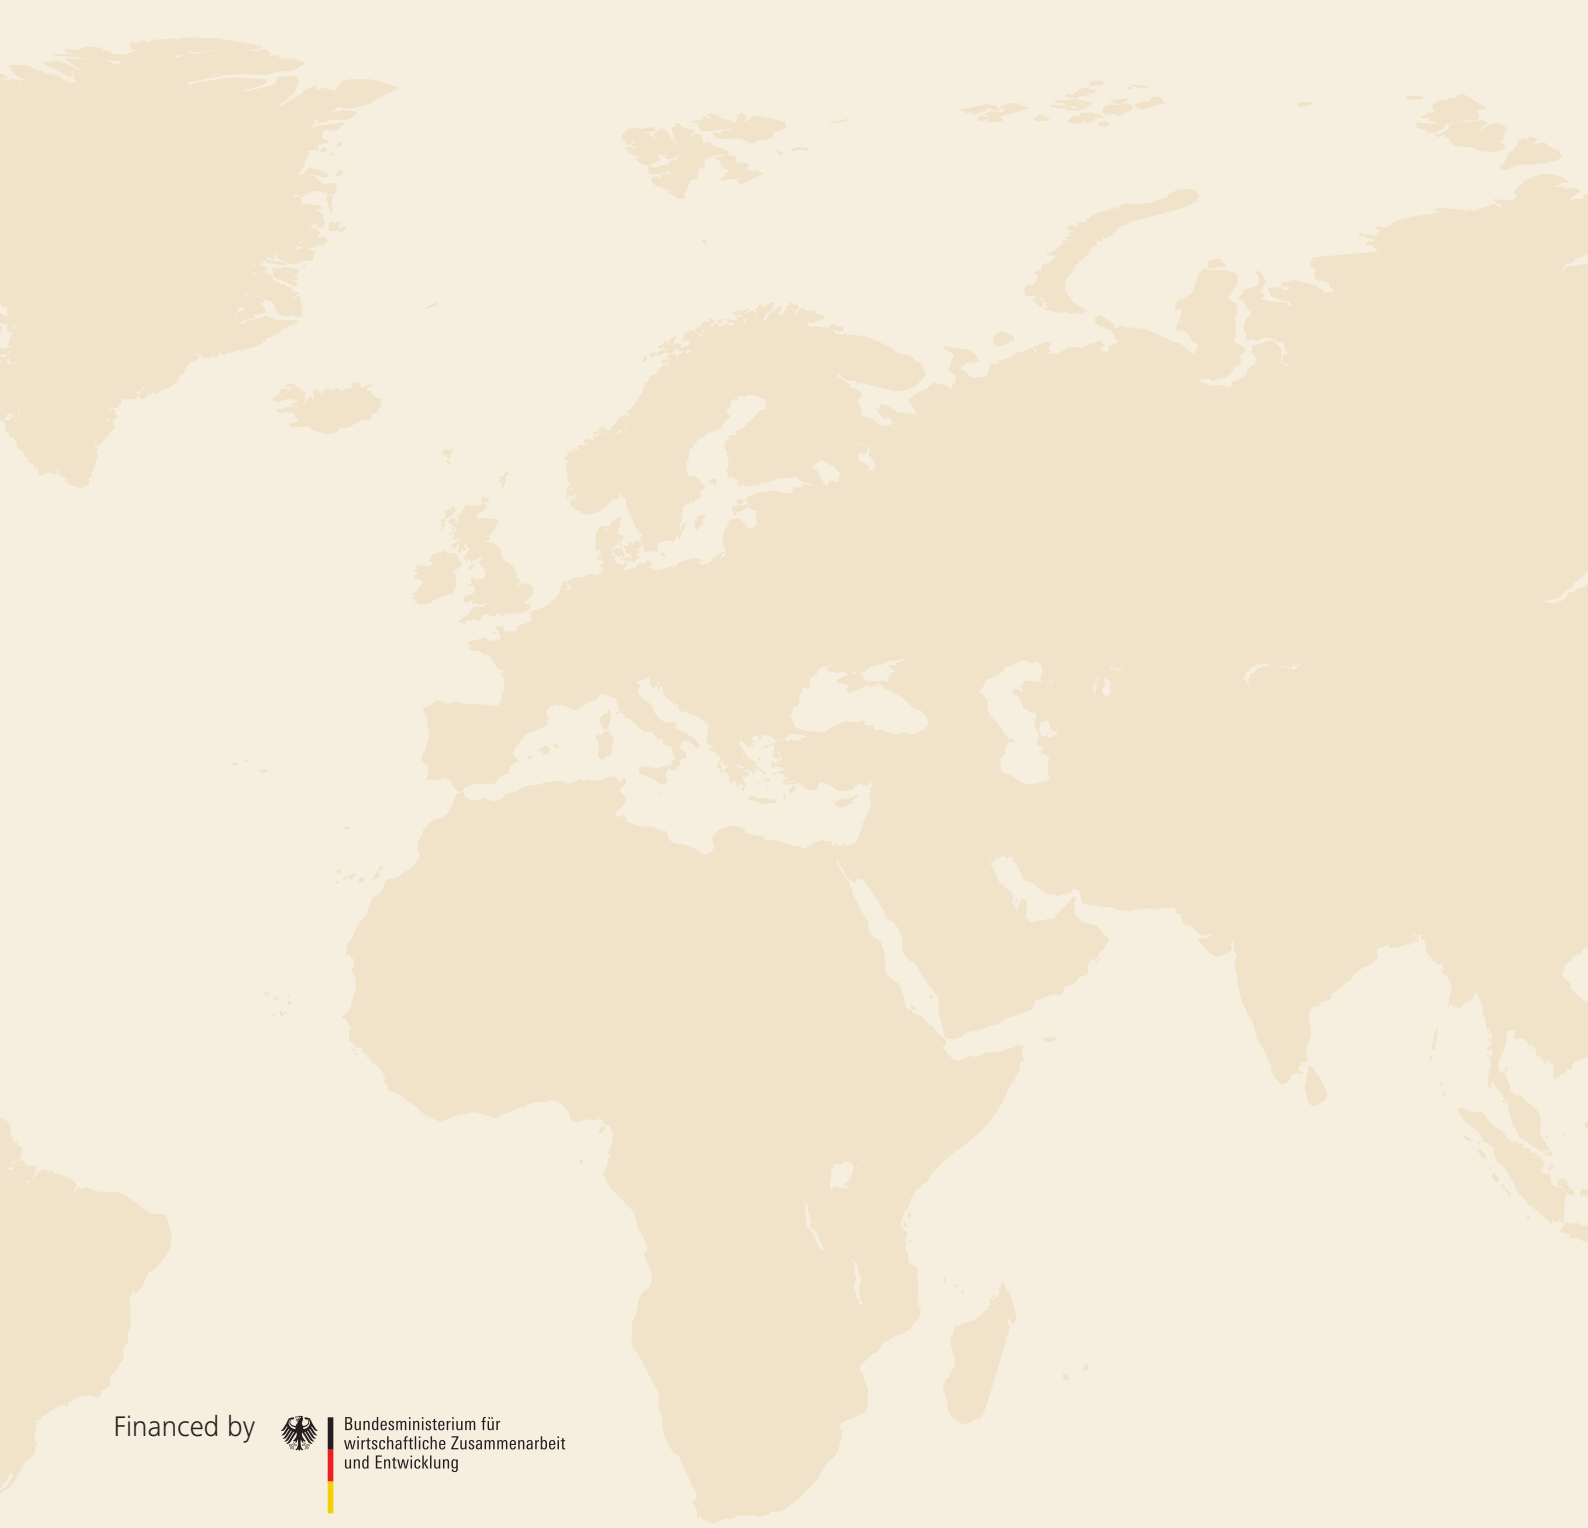 Financed by
Bundesministerium für
wirtschaftliche Zusammenarbeit
und Entwicklung